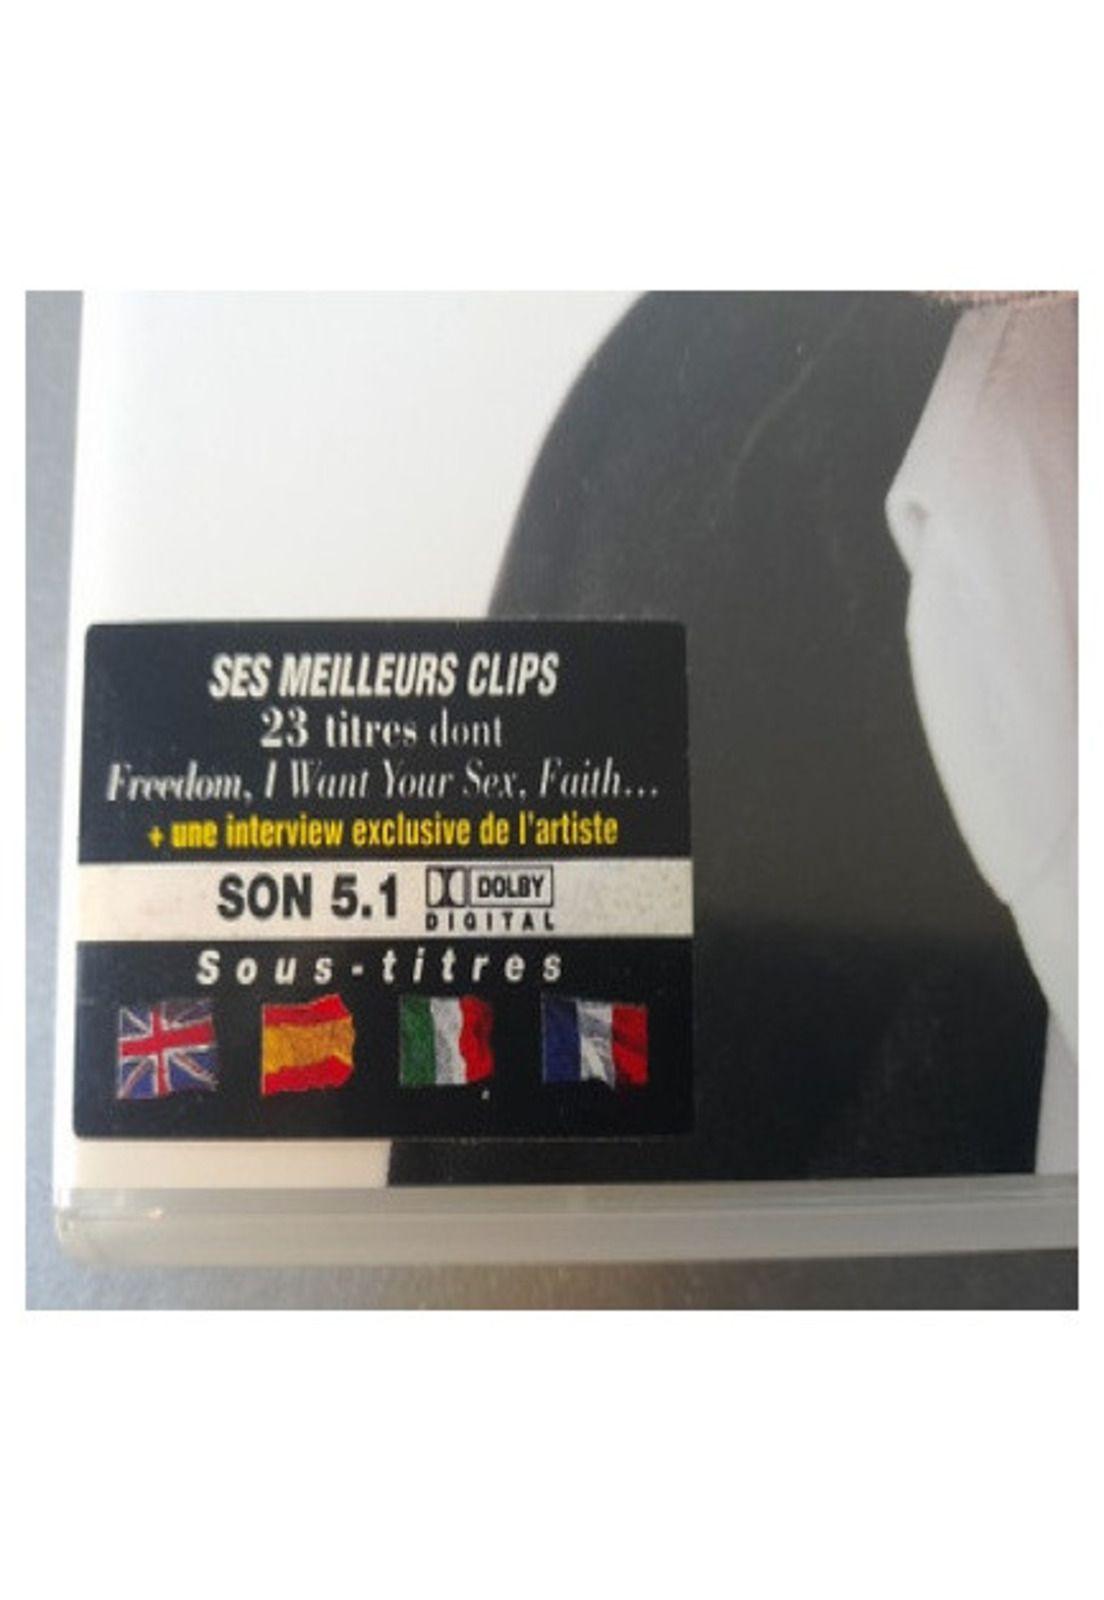 SES MEILLEURS CLIPS
23 titres dont
Freedom, I Want Your Sex, Faith...
+ une interview exclusive de l'artiste
SON 5.1 DOLBY
DIGITAL
Sous-titres